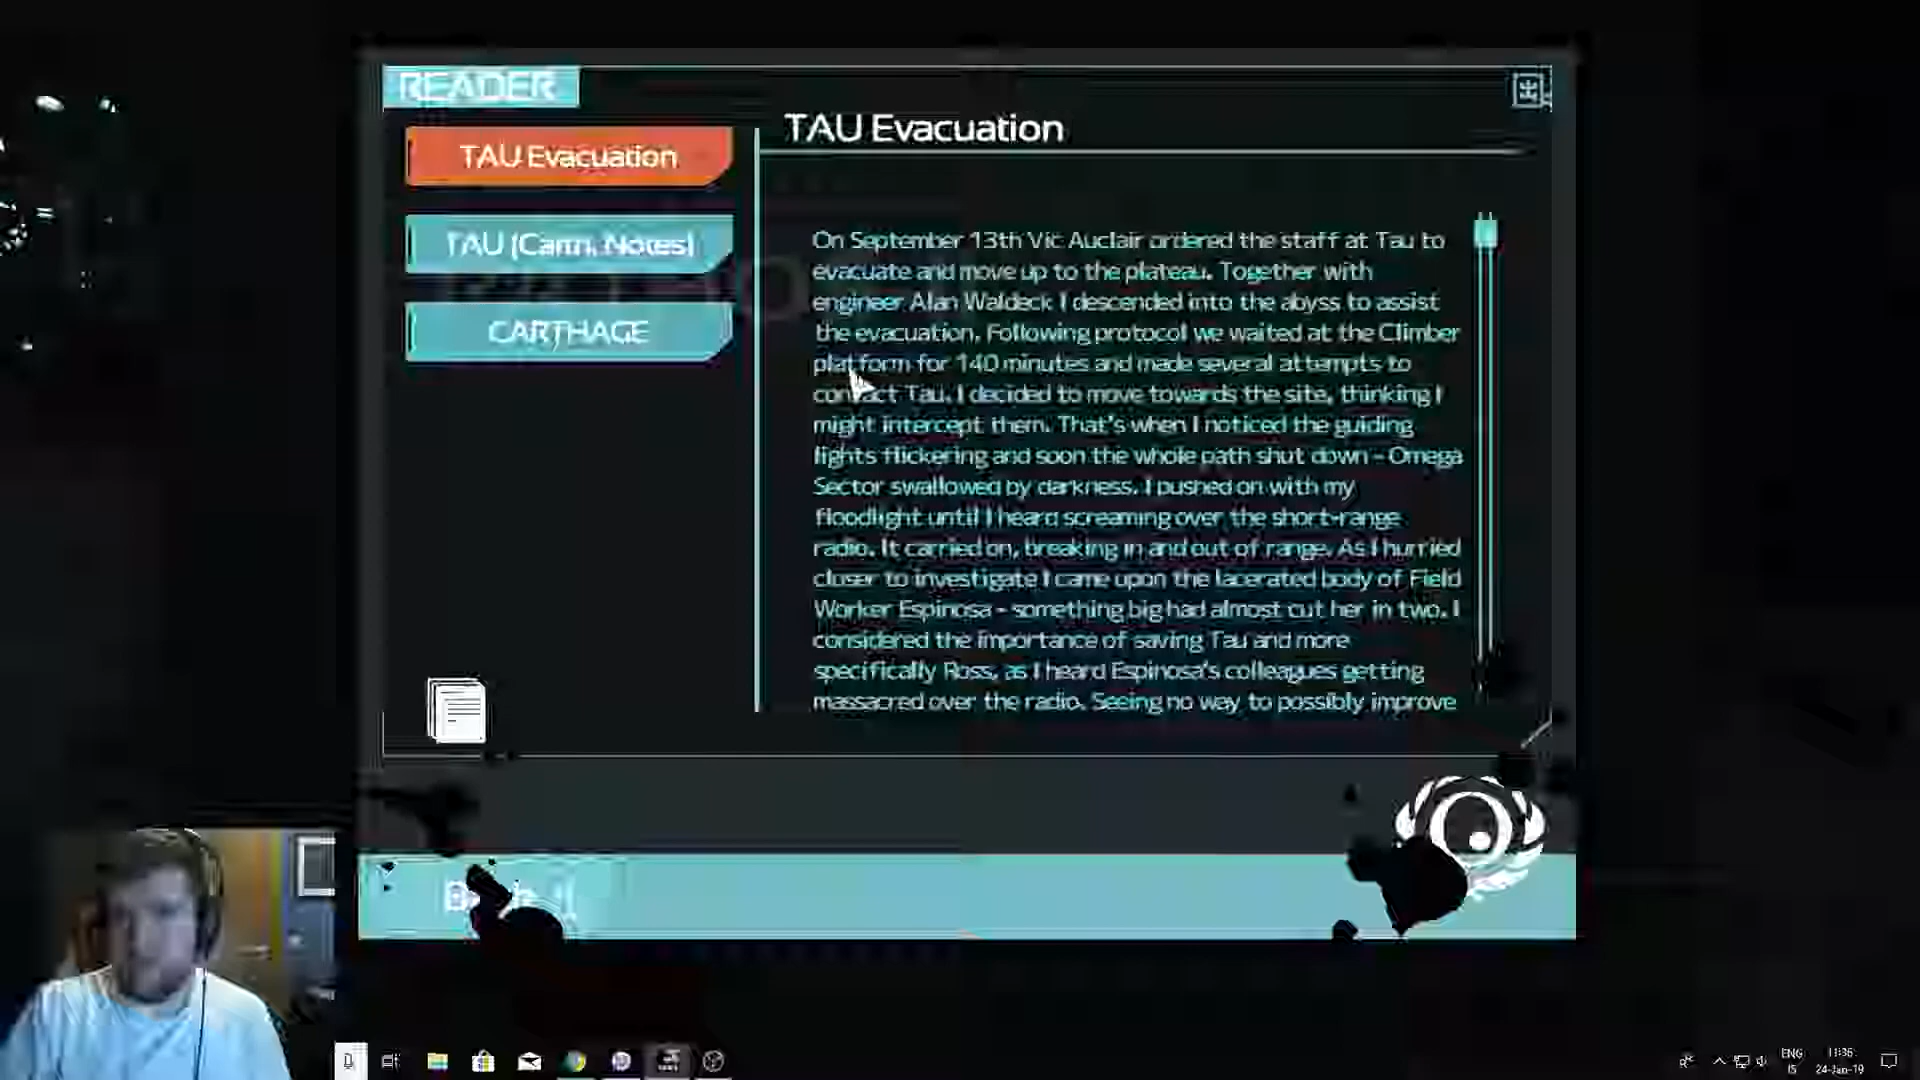 READER
TAU Evacuation
TAU (Carth. Notes)
CARTHAGE
TAU Evacuation
On September 13th Vic Auclair ordered the staff at Tau to
evacuate and move up to the plateau. Together with
engineer Alan Waldeck I descended into the abyss to assist
the evacuation. Following protocol we waited at the Climber
platform for 140 minutes and made several attempts to
contact Tau. I decided to move towards the site, thinking I
might intercept them. That's when I noticed the guiding
lights flickering and soon the whole path shut down - Omega
Sector swallowed by darkness. I pushed on with my
floodlight until I heard screaming over the short-range
radio. It carried on, breaking in and out of range. As I hurried
closer to investigate I came upon the lacerated body of Field
Worker Espinosa - something big had almost cut her in two. I
considered the importance of saving Tau and more
specifically Ross, as I heard Espinosa's colleagues getting
massacred over the radio. Seeing no way to possibly improve
ENG
IS
11:36
24-Jan-19